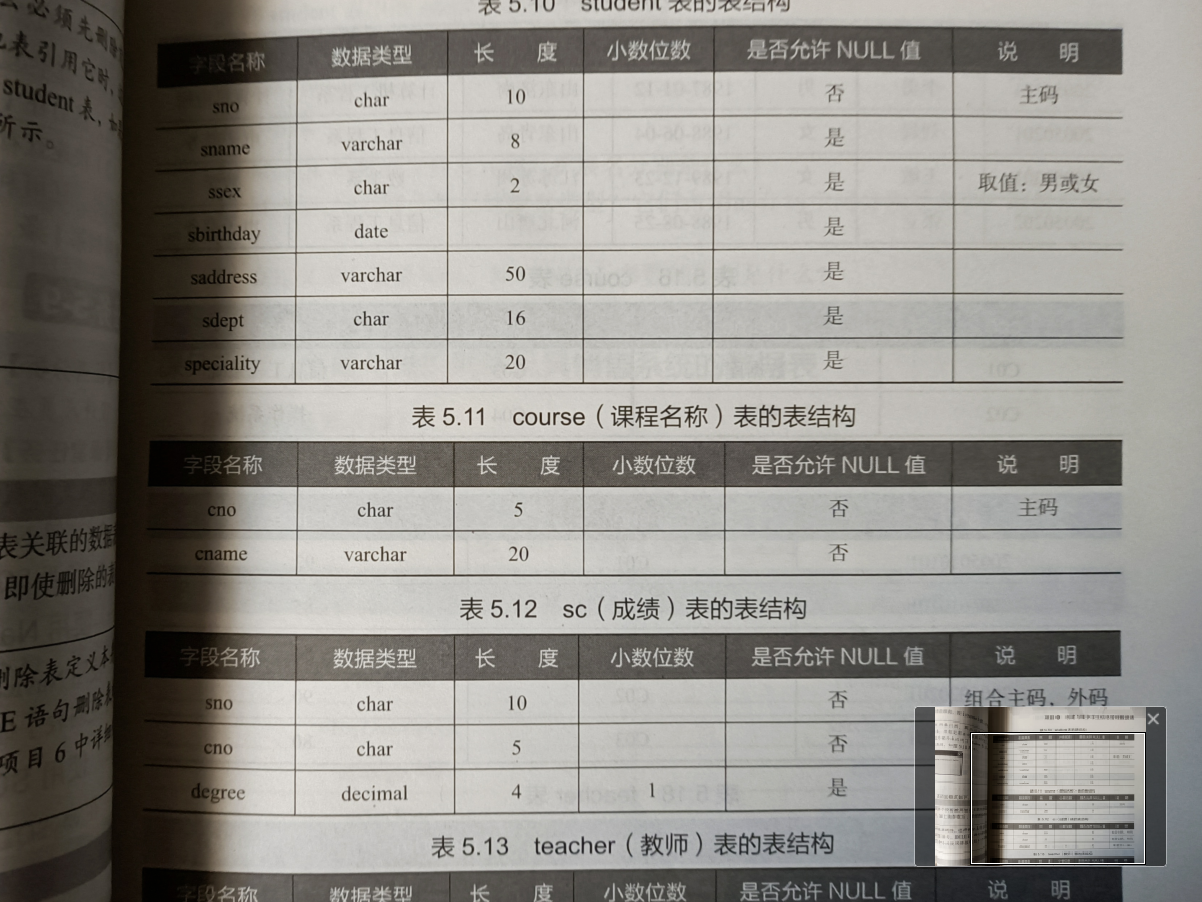 表 5.10 student 表的表结构
字段名称 数据类型 长 度 小数位数 是否允许 NULL 值 说 明
sno char 10 否 主码
sname varchar 8 是
ssex char 2 是 取值：男或女
sbirthday date 是
saddress varchar 50 是
sdept char 16 是
speciality varchar 20 是
表 5.11 course（课程名称）表的表结构
字段名称 数据类型 长 度 小数位数 是否允许 NULL 值 说 明
cno char 5 否 主码
cname varchar 20 否
表 5.12 sc（成绩）表的表结构
字段名称 数据类型 长 度 小数位数 是否允许 NULL 值 说 明
sno char 10 否 组合主码，外码
cno char 5 否
degree decimal 4 1 是
表 5.13 teacher（教师）表的表结构
字段名称 数据类型 长 度 小数位数 是否允许 NULL 值 说 明
必须先删除
表引用它时，
student 表，如
所示。
表关联的数据
即使删除的
删除表定义本
E 语句删除
项目 6 中详细